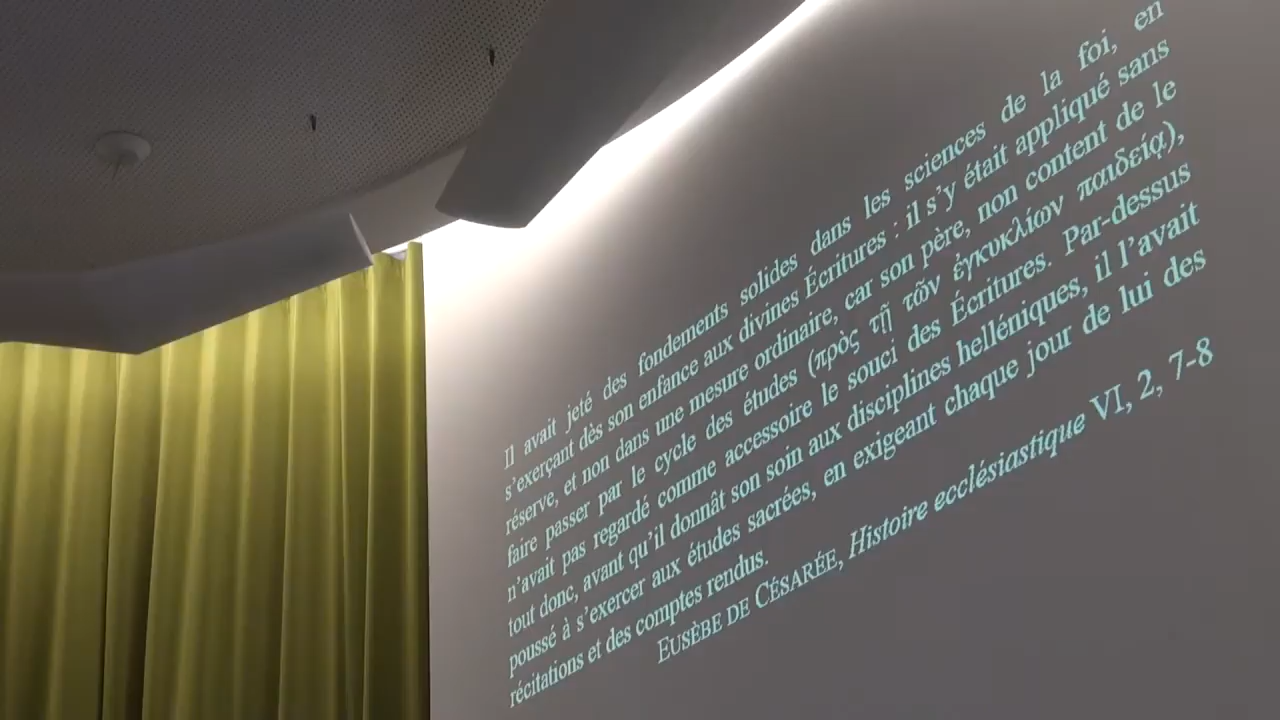 Il avait jeté des fondements solides dans les sciences de la foi, en
s’exerçant dès son enfance aux divines Écritures : il s’y était appliqué sans
réserve, et non dans une mesure ordinaire, car son père, non content de le
faire passer par le cycle des études (πρὸς τῇ τῶν ἐγκυκλίων παιδείᾳ),
n’avait pas regardé comme accessoire le souci des Écritures. Par-dessus
tout donc, avant qu’il donnât son soin aux disciplines helléniques, il l’avait
poussé à s’exercer aux études sacrées, en exigeant chaque jour de lui des
récitations et des comptes rendus.
EUSÈBE DE CÉSARÉE, Histoire ecclésiastique VI, 2, 7-8